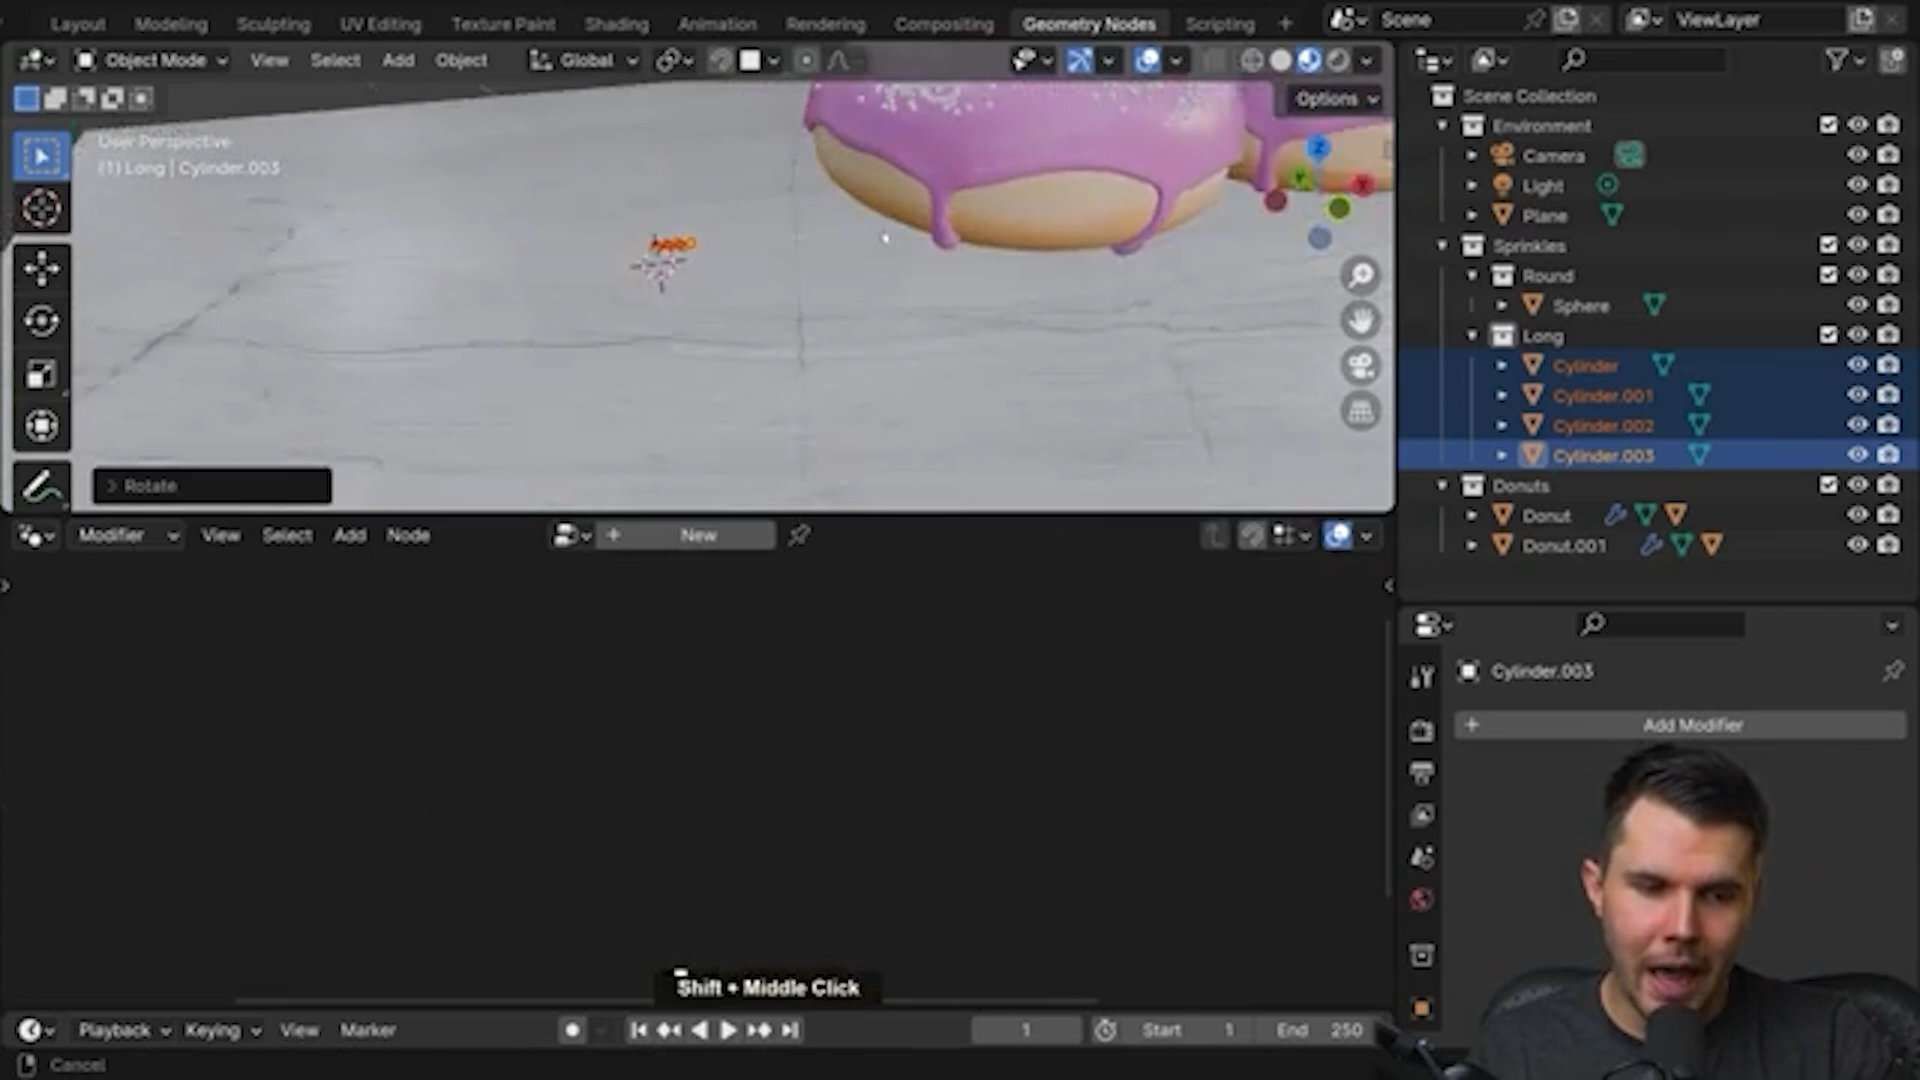 Layout Modeling Sculpting UV Editing Texture Paint Shading Animation Rendering Compositing Geometry Nodes Scripting + Scene ViewLayer
Object Mode View Select Add Object Global
Options
User Perspective
(1) Long | Cylinder.003
Z
Y
X
Rotate
Scene Collection
Environment
Camera
Light
Plane
Sprinkles
Round
Sphere
Long
Cylinder
Cylinder.001
Cylinder.002
Cylinder.003
Donuts
Donut
Donut.001
Modifier View Select Add Node + New
Cylinder.003
+ Add Modifier
Shift + Middle Click
Playback Keying View Marker 1 Start 1 End 250
Cancel